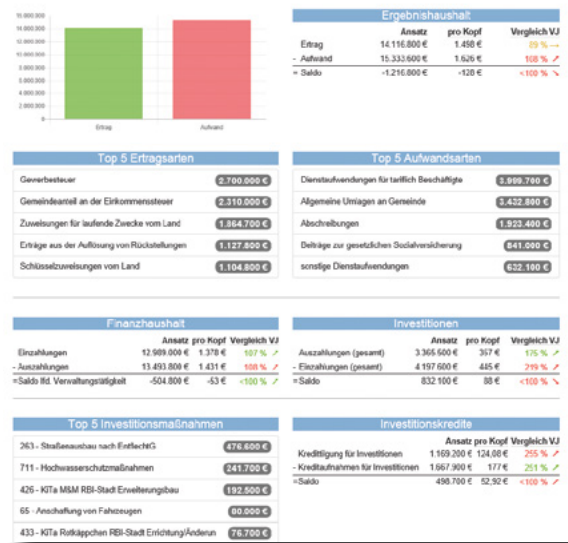 16.000.000
14.000.000
12.000.000
10.000.000
8.000.000
6.000.000
4.000.000
2.000.000
0
Ertrag Aufwand
Ergebnishaushalt
Ansatz pro Kopf Vergleich VJ
Ertrag 14.116.800 € 1.498 € 89 % →
- Aufwand 15.333.600 € 1.626 € 108 % ↗
= Saldo -1.216.800 € -128 € <100 % ↘
Top 5 Ertragsarten
Gewerbesteuer 2.700.000 €
Gemeindeanteil an der Einkommenssteuer 2.310.000 €
Zuweisungen für laufende Zwecke vom Land 1.864.700 €
Erträge aus der Auflösung von Rückstellungen 1.127.800 €
Schlüsselzuweisungen vom Land 1.104.800 €
Top 5 Aufwandsarten
Dienstaufwendungen für tariflich Beschäftigte 3.999.700 €
Allgemeine Umlagen an Gemeinde 3.432.800 €
Abschreibungen 1.923.400 €
Beiträge zur gesetzlichen Sozialversicherung 841.000 €
sonstige Dienstaufwendungen 632.100 €
Finanzhaushalt
Ansatz pro Kopf Vergleich VJ
Einzahlungen 12.989.000 € 1.378 € 107 % ↗
- Auszahlungen 13.493.800 € 1.431 € 108 % ↗
=Saldo lfd. Verwaltungstätigkeit -504.800 € -53 € <100 % ↗
Investitionen
Ansatz pro Kopf Vergleich VJ
Auszahlungen (gesamt) 3.365.500 € 357 € 175 % ↗
- Einzahlungen (gesamt) 4.197.600 € 445 € 219 % ↗
=Saldo 832.100 € 88 € <100 % ↘
Top 5 Investitionsmaßnahmen
263 - Straßenausbau nach EntflechtG 476.600 €
711 - Hochwasserschutzmaßnahmen 241.700 €
426 - KiTa M&M RBI-Stadt Erweiterungsbau 192.500 €
65 - Anschaffung von Fahrzeugen 80.000 €
433 - KiTa Rotkäppchen RBI-Stadt Errichtung/Änderun 76.700 €
Investitionskredite
Ansatz pro Kopf Vergleich VJ
Kredittilgung für Investitionen 1.169.200 € 124,08 € 255 % ↗
- Kreditaufnahmen für Investitionen 1.667.900 € 177 € 251 % ↗
=Saldo 498.700 € 52,92 € <100 % ↘